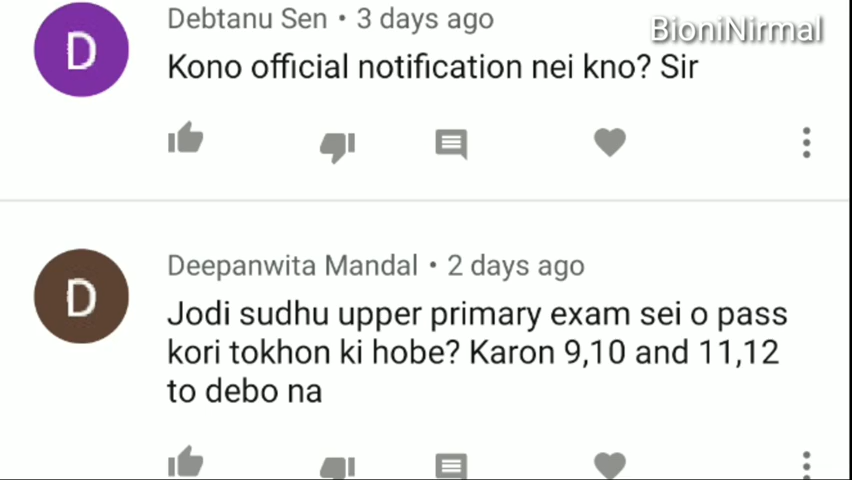 Debtanu Sen • 3 days ago
BioniNirmal
D
Kono official notification nei kno? Sir
Deepanwita Mandal • 2 days ago
D
Jodi sudhu upper primary exam sei o pass
kori tokhon ki hobe? Karon 9,10 and 11,12
to debo na